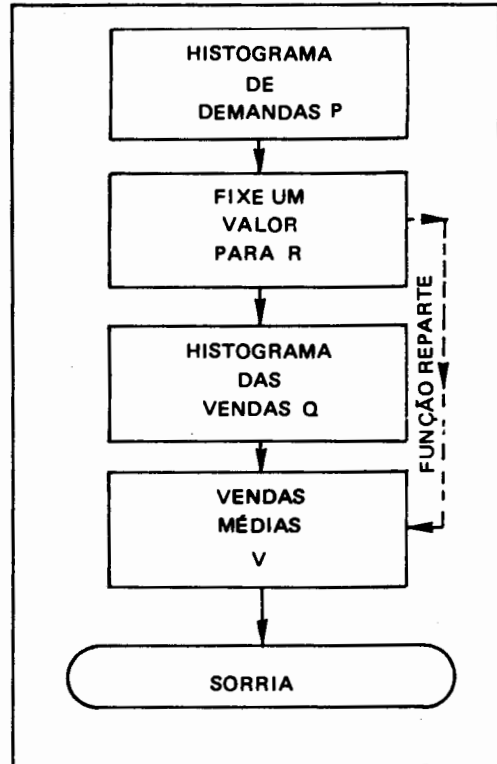 HISTOGRAMA
DE
DEMANDAS P
FIXE UM
VALOR
PARA R
FUNÇÃO REPARTE
HISTOGRAMA
DAS
VENDAS Q
VENDAS
MÉDIAS
V
SORRIA